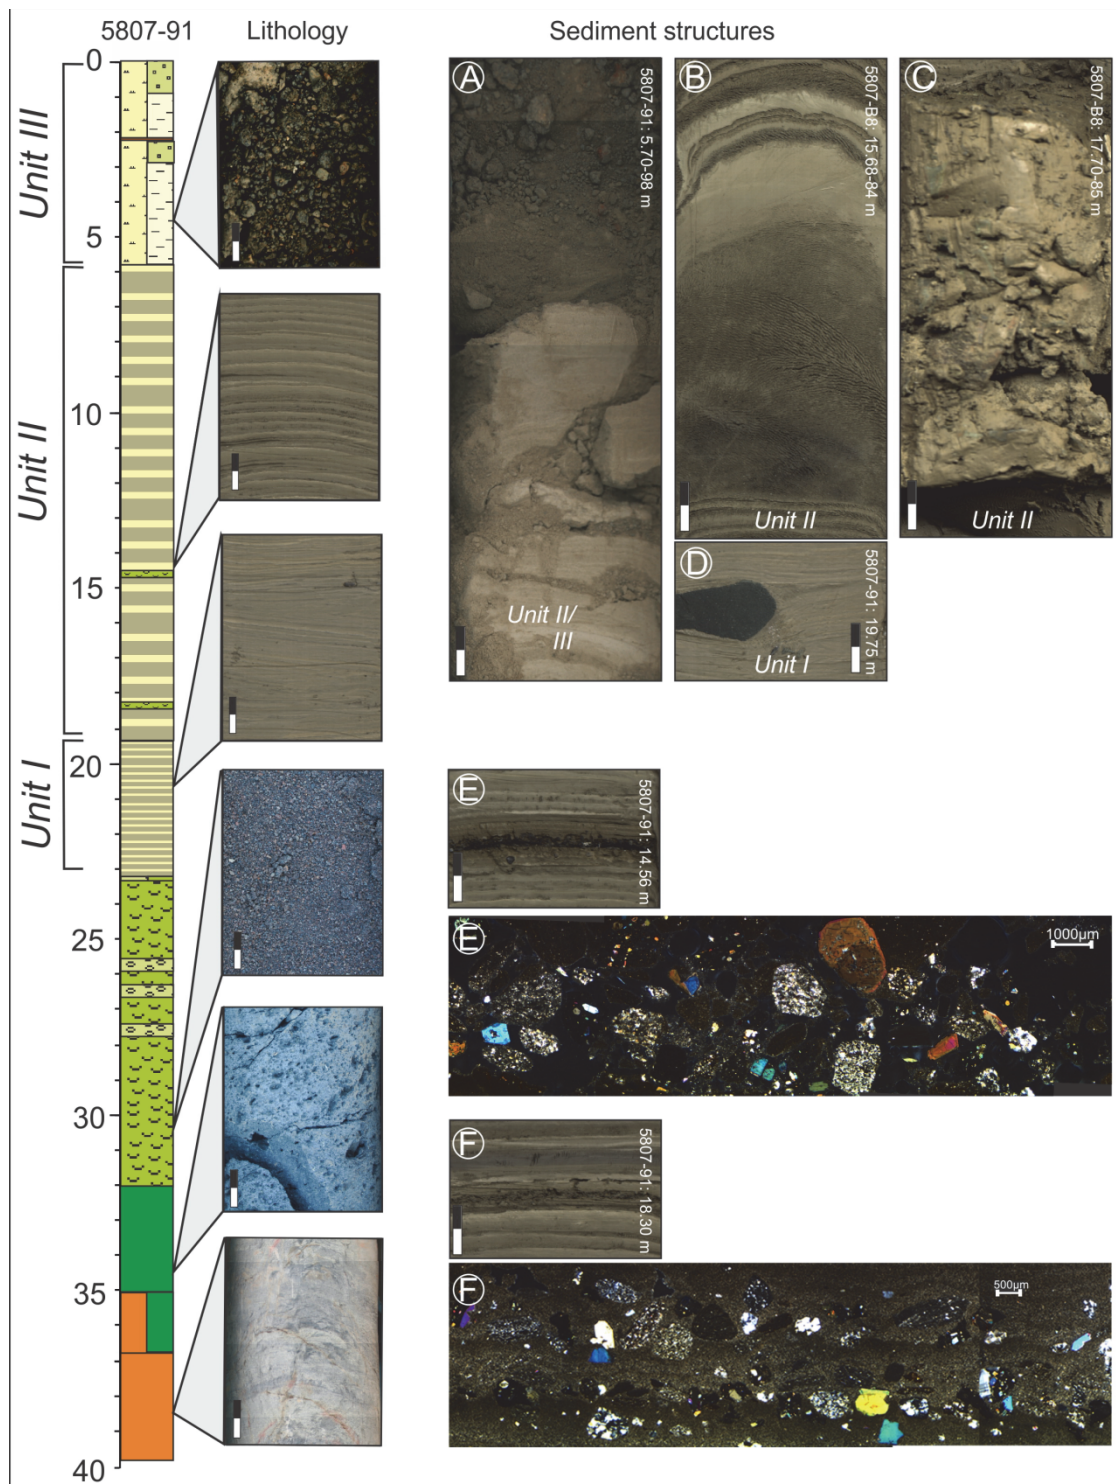 5807-91
Lithology
Sediment structures
0
5
10
15
20
25
30
35
40
Unit III
Unit II
Unit I
A
5807-91: 5.70-98 m
Unit II/
III
B
5807-B8: 15.68-84 m
Unit II
C
5807-B8: 17.70-85 m
Unit II
D
5807-91: 19.75 m
Unit I
E
5807-91: 14.56 m
E
1000µm
F
5807-91: 18.30 m
F
500µm